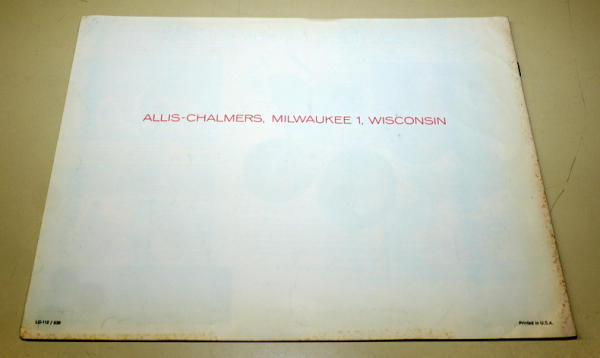 ALLIS-CHALMERS, MILWAUKEE 1, WISCONSIN
Printed in U.S.A.